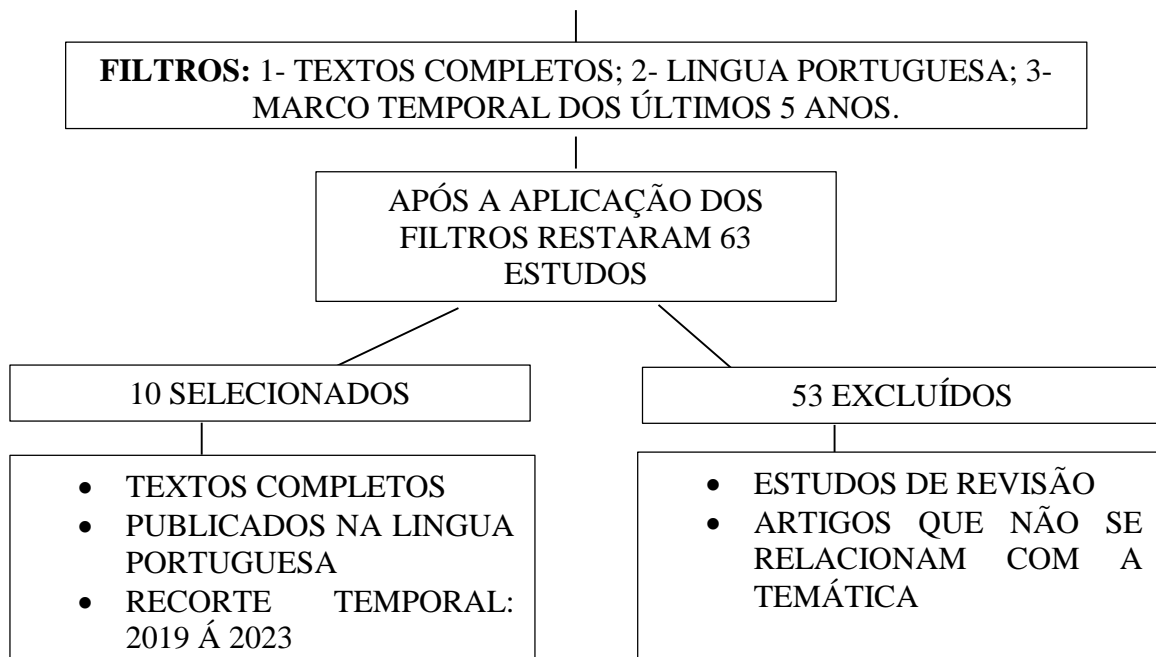 FILTROS: 1- TEXTOS COMPLETOS; 2- LINGUA PORTUGUESA; 3-
MARCO TEMPORAL DOS ÚLTIMOS 5 ANOS.
APÓS A APLICAÇÃO DOS
FILTROS RESTARAM 63
ESTUDOS
10 SELECIONADOS
53 EXCLUÍDOS
• TEXTOS COMPLETOS
• PUBLICADOS NA LINGUA
PORTUGUESA
• RECORTE TEMPORAL:
2019 Á 2023
• ESTUDOS DE REVISÃO
• ARTIGOS QUE NÃO SE
RELACIONAM COM A
TEMÁTICA